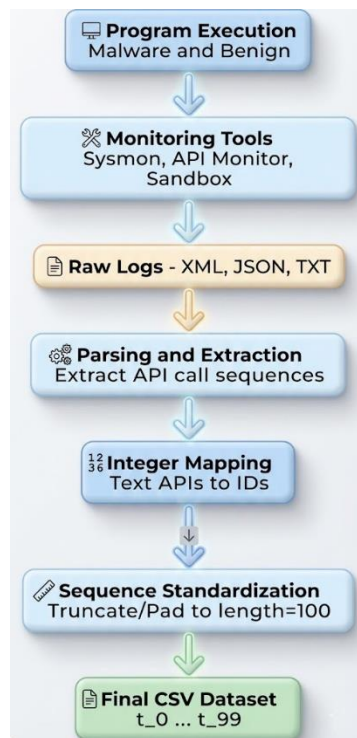 Program Execution
Malware and Benign
Monitoring Tools
Sysmon, API Monitor,
Sandbox
Raw Logs - XML, JSON, TXT
Parsing and Extraction
Extract API call sequences
12
36 Integer Mapping
Text APIs to IDs
Sequence Standardization
Truncate/Pad to length=100
Final CSV Dataset
t_0 ... t_99